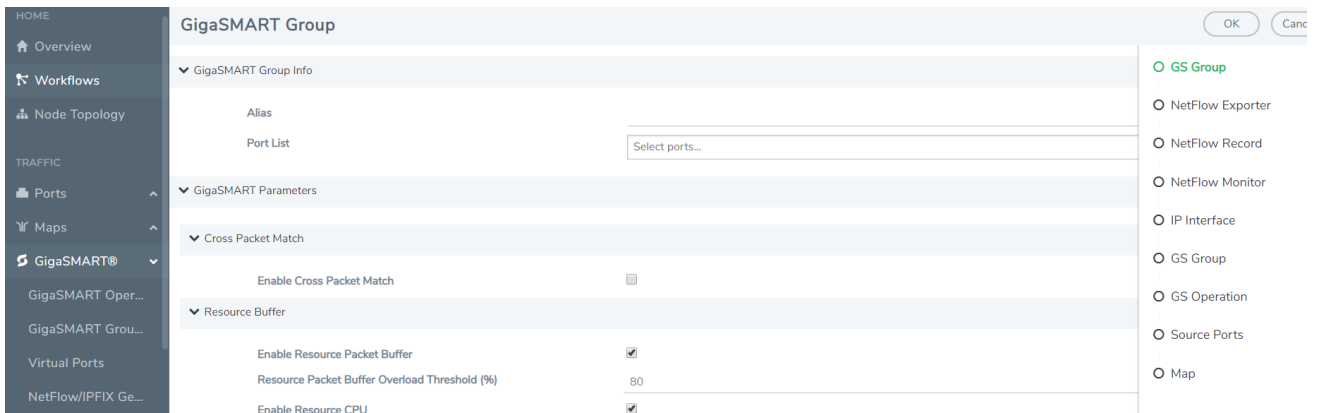 HOME
Overview
Workflows
Node Topology
TRAFFIC
Ports
Maps
GigaSMART®
GigaSMART Oper...
GigaSMART Grou...
Virtual Ports
NetFlow/IPFIX Ge...
GigaSMART Group
OK
Canc
GigaSMART Group Info
Alias
Port List
Select ports...
GigaSMART Parameters
Cross Packet Match
Enable Cross Packet Match
Resource Buffer
Enable Resource Packet Buffer
Resource Packet Buffer Overload Threshold (%)
80
Enable Resource CPU
GS Group
NetFlow Exporter
NetFlow Record
NetFlow Monitor
IP Interface
GS Group
GS Operation
Source Ports
Map